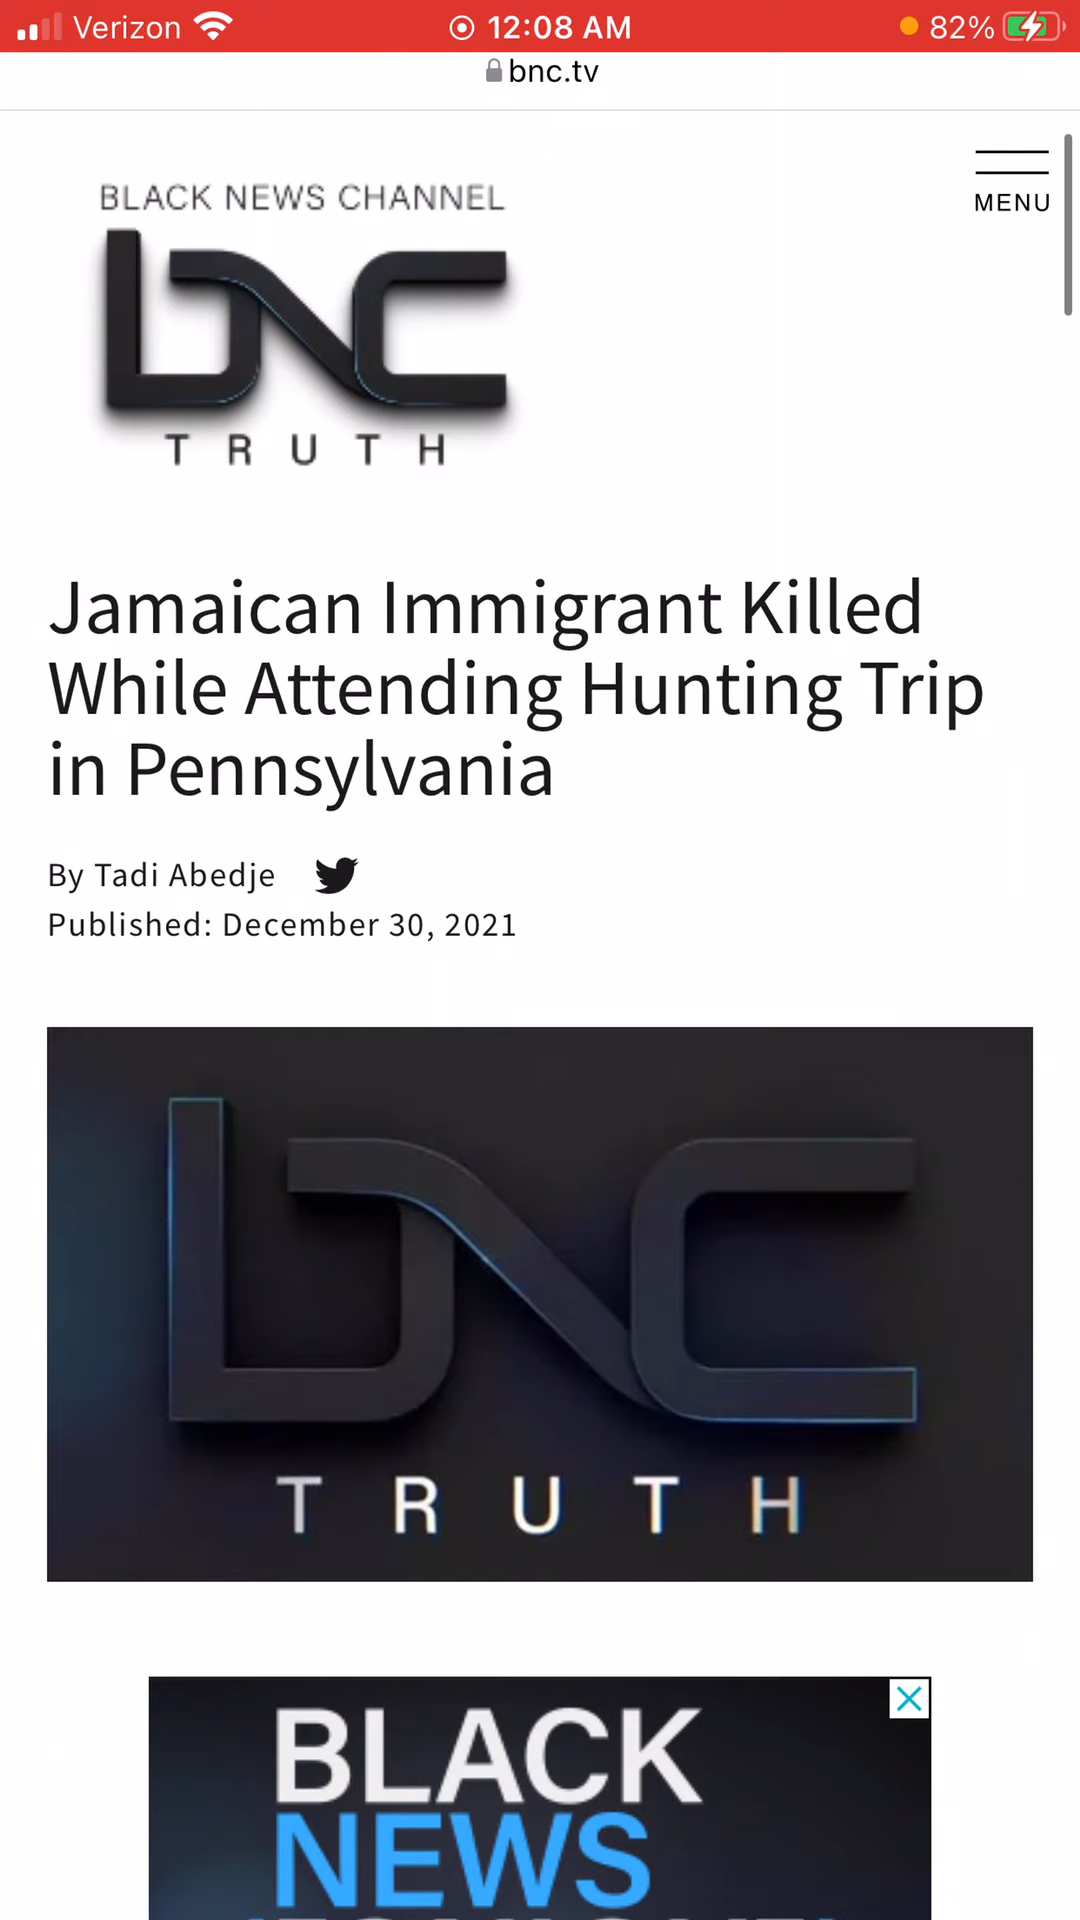 Verizon 12:08 AM 82%
bnc.tv
BLACK NEWS CHANNEL
MENU
bnc
TRUTH
Jamaican Immigrant Killed
While Attending Hunting Trip
in Pennsylvania
By Tadi Abedje
Published: December 30, 2021
bnc
TRUTH
BLACK
NEWS